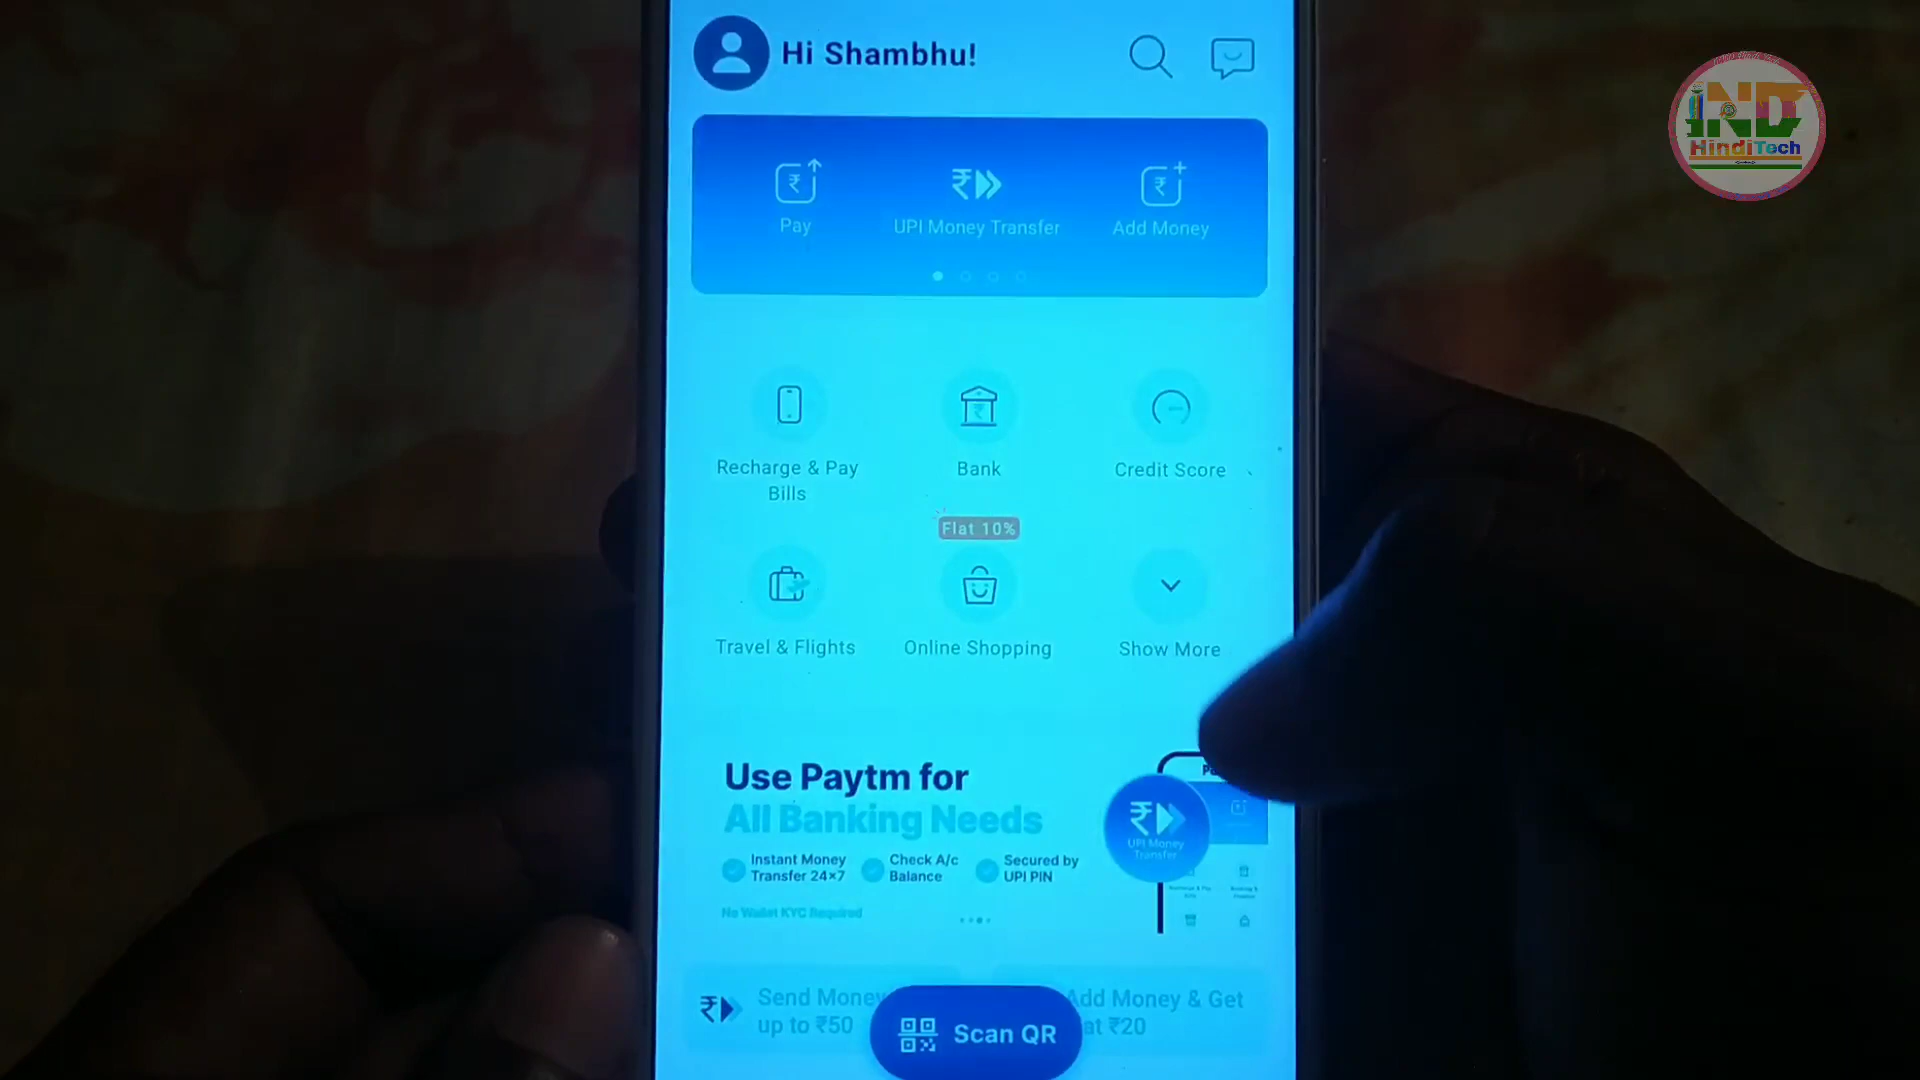 Hi Shambhu!
iND
HindiTech
Pay
UPI Money Transfer
Add Money
Recharge & Pay
Bills
Bank
Credit Score
Flat 10%
Travel & Flights
Online Shopping
Show More
Use Paytm for
All Banking Needs
Instant Money
Transfer 24×7
Check A/c
Balance
Secured by
UPI PIN
No Wallet KYC Required
UPI Money
Transfer
Send Money
up to ₹50
Add Money & Get
at ₹20
Scan QR